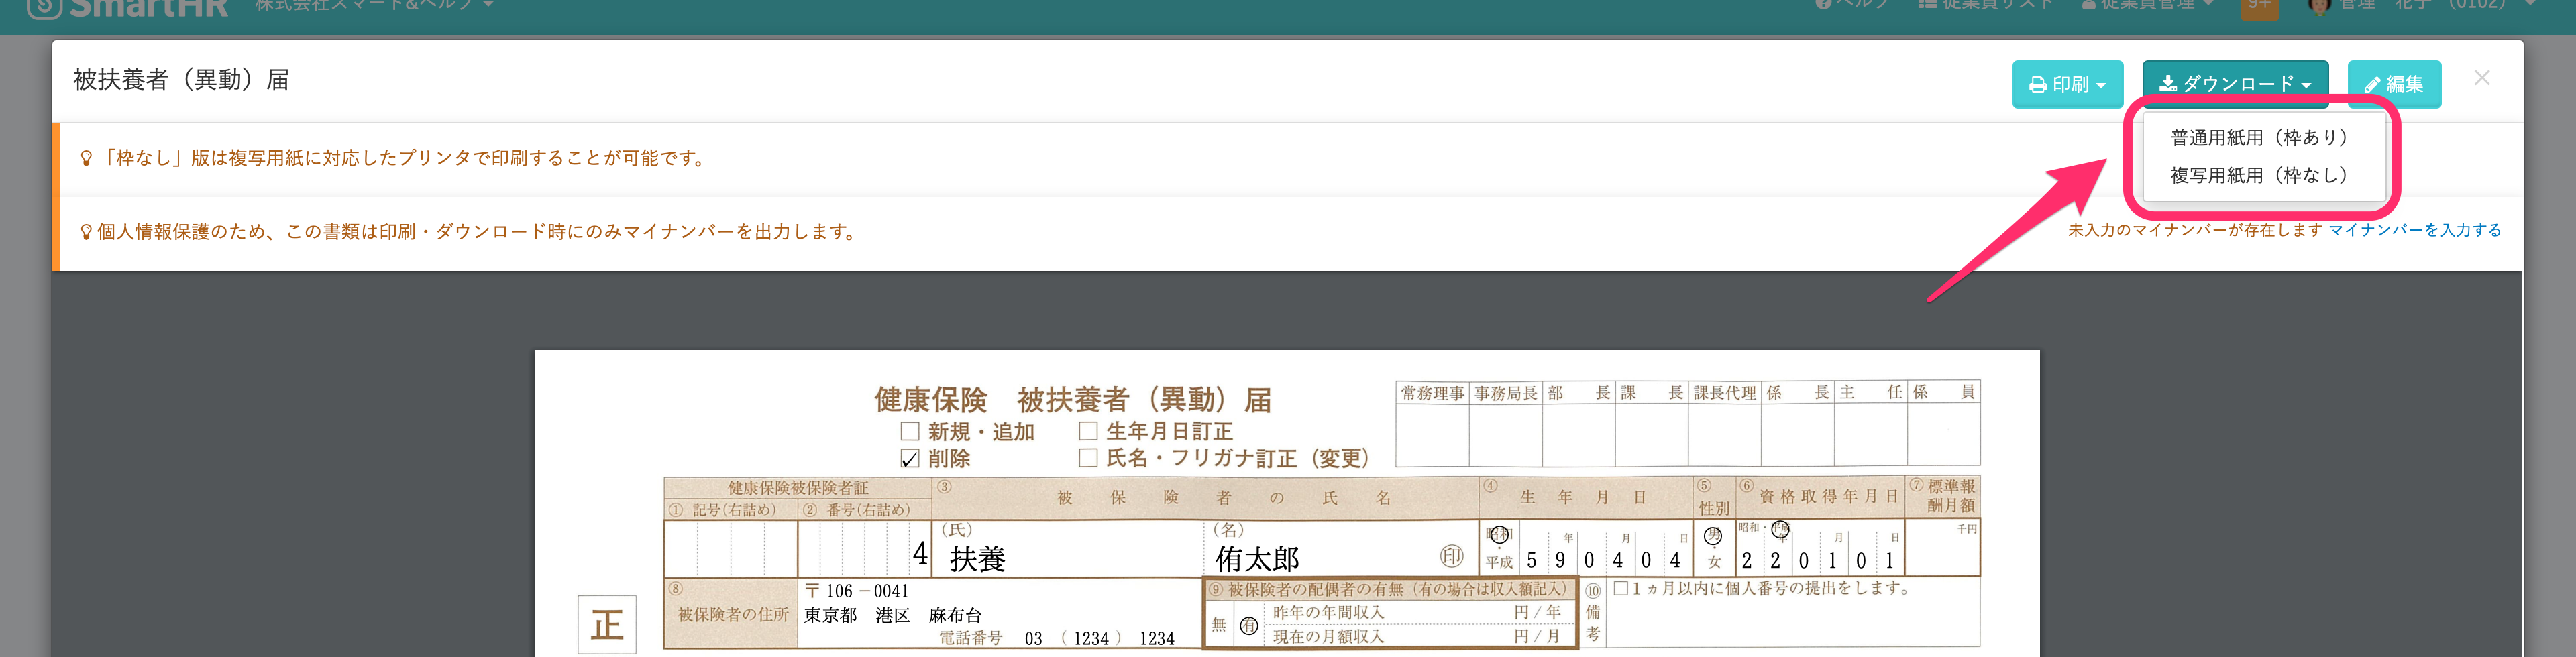 SmartHR 株式会社スマート&ヘルプ ヘルプ 従業員リスト 従業員管理 9+ 管理 花子 (0102)
被扶養者（異動）届 印刷 ダウンロード 編集 ×
普通用紙用（枠あり）
複写用紙用（枠なし）
「枠なし」版は複写用紙に対応したプリンタで印刷することが可能です。
個人情報保護のため、この書類は印刷・ダウンロード時にのみマイナンバーを出力します。
未入力のマイナンバーが存在します マイナンバーを入力する
健康保険 被扶養者（異動）届
常務理事 事務局長 部長 課長 課長代理 係長 主任 係員
新規・追加 生年月日訂正
削除 氏名・フリガナ訂正（変更）
健康保険被保険者証
① 記号(右詰め) ② 番号(右詰め)
③ 被保険者の氏名
④ 生年月日
⑤ 性別
⑥ 資格取得年月日
⑦ 標準報酬月額
4
(氏) 扶養
(名) 侑太郎 印
昭和・平成 年 月 日 590404
男・女
昭和・平成 年 月 日 220101
千円
正
⑧ 被保険者の住所
〒106－0041
東京都 港区 麻布台
電話番号 03 （1234） 1234
⑨ 被保険者の配偶者の有無（有の場合は収入額記入）
無 有
昨年の年間収入 円/年
現在の月額収入 円/月
⑩ 備考
1ヵ月以内に個人番号の提出をします。